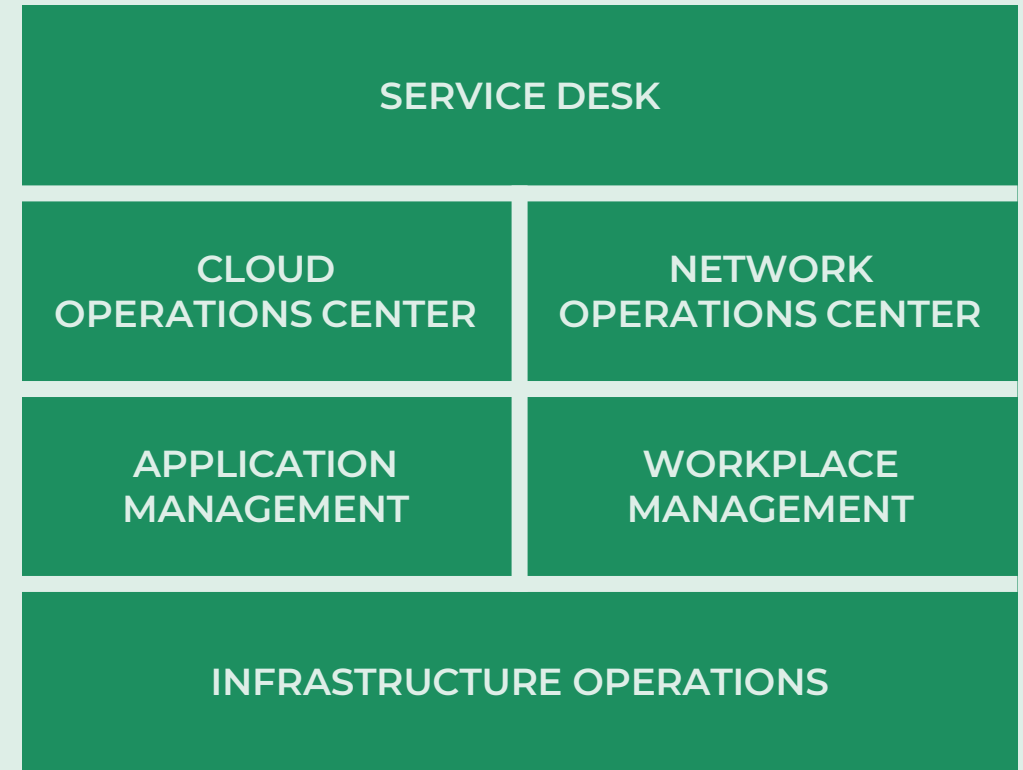 SERVICE DESK
CLOUD
OPERATIONS CENTER
NETWORK
OPERATIONS CENTER
APPLICATION
MANAGEMENT
WORKPLACE
MANAGEMENT
INFRASTRUCTURE OPERATIONS